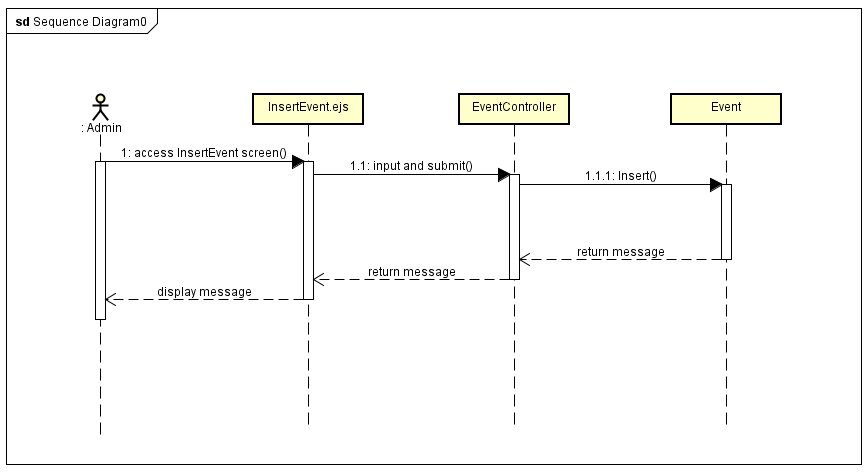 sd Sequence Diagram0
InsertEvent.ejs
EventController
Event
: Admin
1: access InsertEvent screen()
1.1: input and submit()
1.1.1: Insert()
return message
return message
display message